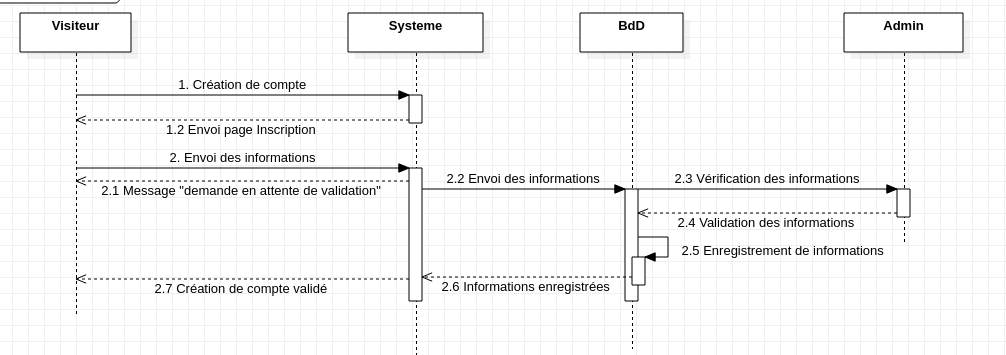 Visiteur
Systeme
BdD
Admin
1. Création de compte
1.2 Envoi page Inscription
2. Envoi des informations
2.1 Message "demande en attente de validation"
2.2 Envoi des informations
2.3 Vérification des informations
2.4 Validation des informations
2.5 Enregistrement de informations
2.6 Informations enregistrées
2.7 Création de compte validé